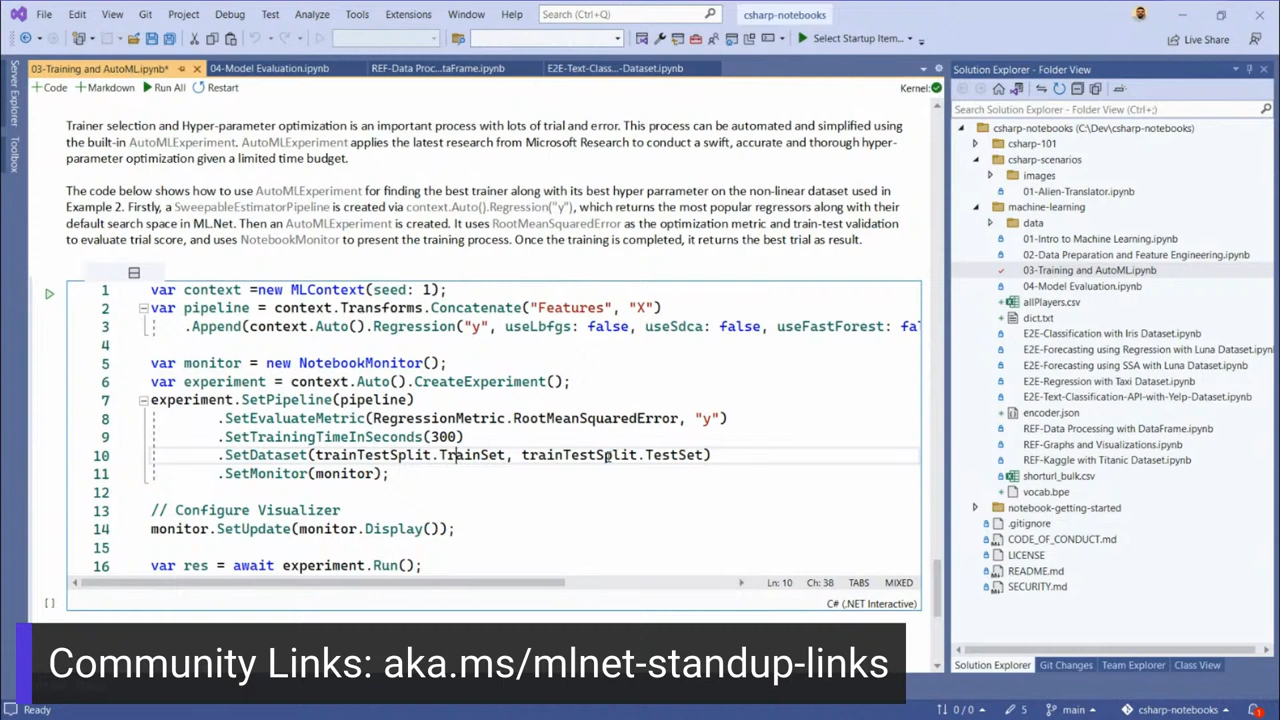 File Edit View Git Project Debug Test Analyze Tools Extensions Window Help Search (Ctrl+;) csharp-notebooks
Select Startup Item... Live Share
Server Explorer
Toolbox
03-Training and AutoML.ipynb* 04-Model Evaluation.ipynb REF-Data Proc...taFrame.ipynb E2E-Text-Class...-Dataset.ipynb
+Code +Markdown Run All Restart Kernel:
Trainer selection and Hyper-parameter optimization is an important process with lots of trial and error. This process can be automated and simplified using
the built-in AutoMLExperiment. AutoMLExperiment applies the latest research from Microsoft Research to conduct a swift, accurate and thorough hyper-
parameter optimization given a limited time budget.
The code below shows how to use AutoMLExperiment for finding the best trainer along with its best hyper parrameter on the non-linear dataset used in
Example 2. Firstly, a SweepableEstimatorPipeline is created via context.Auto().Regression("y"), which returns the most popular regressors along with their
default search space in ML.Net. Then an AutoMLExperiment is created. It uses RootMeanSquaredError as the optimization metric and train-test validation
to evaluate trial score, and uses NotebookMonitor to present the training process. Once the training is completed, it returns the best trial as result.
1 var context =new MLContext(seed: 1);
2 var pipeline = context.Transforms.Concatenate("Features", "X")
3 .Append(context.Auto().Regression("y", useLbfgs: false, useSdca: false, useFastForest: fal
4
5 var monitor = new NotebookMonitor();
6 var experiment = context.Auto().CreateExperiment();
7 experiment.SetPipeline(pipeline)
8 .SetEvaluateMetric(RegressionMetric.RootMeanSquaredError, "y")
9 .SetTrainingTimeInSeconds(300)
10 .SetDataset(trainTestSplit.TrainSet, trainTestSplit.TestSet)
11 .SetMonitor(monitor);
12
13 // Configure Visualizer
14 monitor.SetUpdate(monitor.Display());
15
16 var res = await experiment.Run();
Ln: 10 Ch: 38 TABS MIXED
[ ] C# (.NET Interactive)
Solution Explorer - Folder View
Search Solution Explorer - Folder View (Ctrl+;)
csharp-notebooks (C:\Dev\csharp-notebooks)
csharp-101
csharp-scenarios
images
01-Alien-Translator.ipynb
machine-learning
data
01-Intro to Machine Learning.ipynb
02-Data Preparation and Feature Engineering.ipynb
03-Training and AutoML.ipynb
04-Model Evaluation.ipynb
allPlayers.csv
dict.txt
E2E-Classification with Iris Dataset.ipynb
E2E-Forecasting using Regression with Luna Dataset.ipynb
E2E-Forecasting using SSA with Luna Dataset.ipynb
E2E-Regression with Taxi Dataset.ipynb
E2E-Text-Classification-API-with-Yelp-Dataset.ipynb
encoder.json
REF-Data Processing with DataFrame.ipynb
REF-Graphs and Visualizations.ipynb
REF-Kaggle with Titanic Dataset.ipynb
shorturl_bulk.csv
vocab.bpe
notebook-getting-started
.gitignore
CODE_OF_CONDUCT.md
LICENSE
README.md
SECURITY.md
Solution Explorer Git Changes Team Explorer Class View
Community Links: aka.ms/mlnet-standup-links
Ready 0 / 0 5 main csharp-notebooks 1